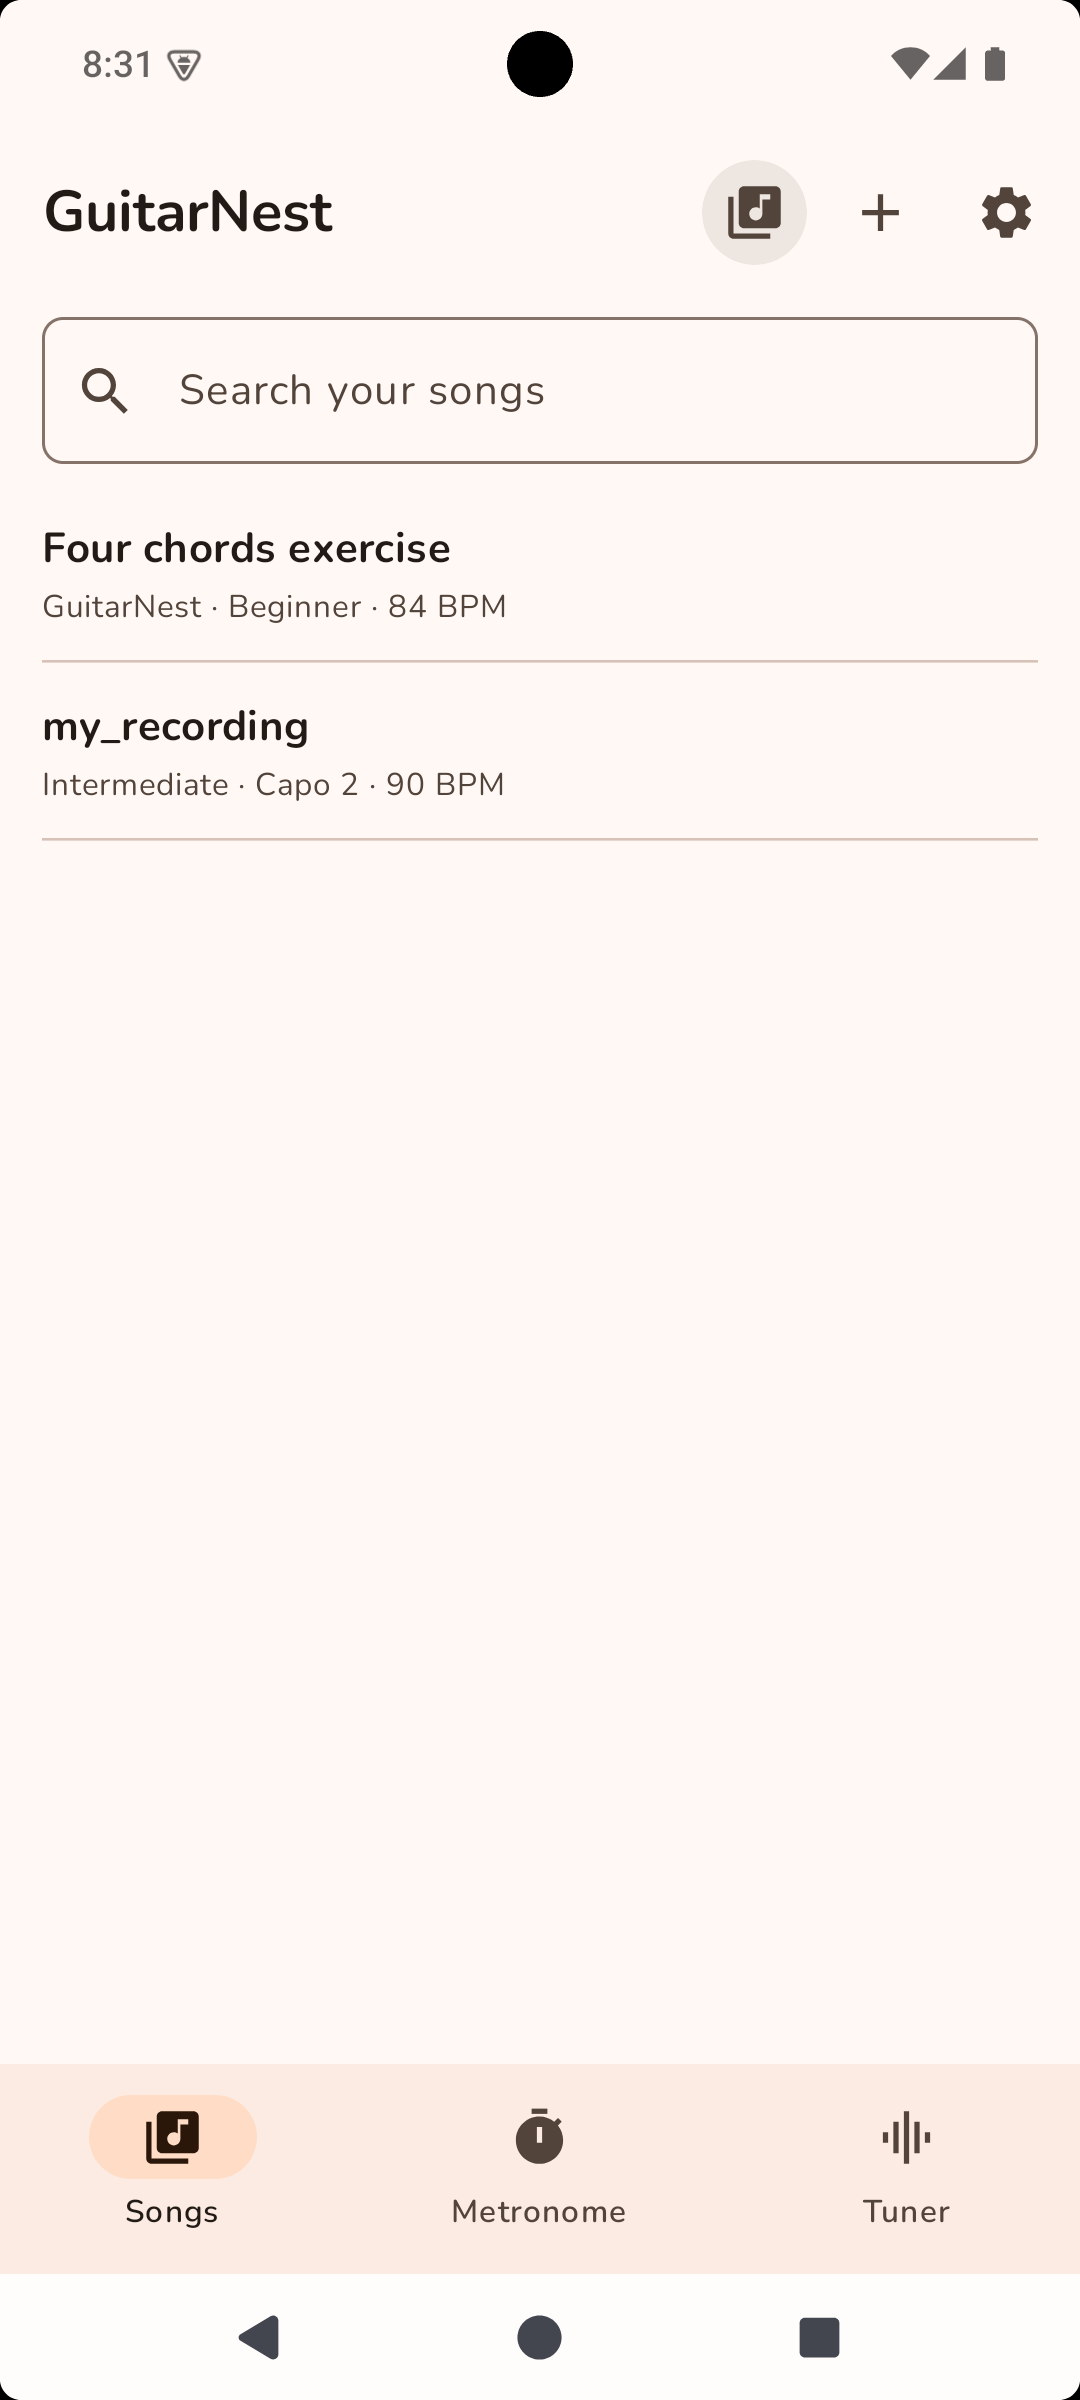 8:31
GuitarNest
Search your songs
Four chords exercise
GuitarNest · Beginner · 84 BPM
my_recording
Intermediate · Capo 2 · 90 BPM
Songs
Metronome
Tuner